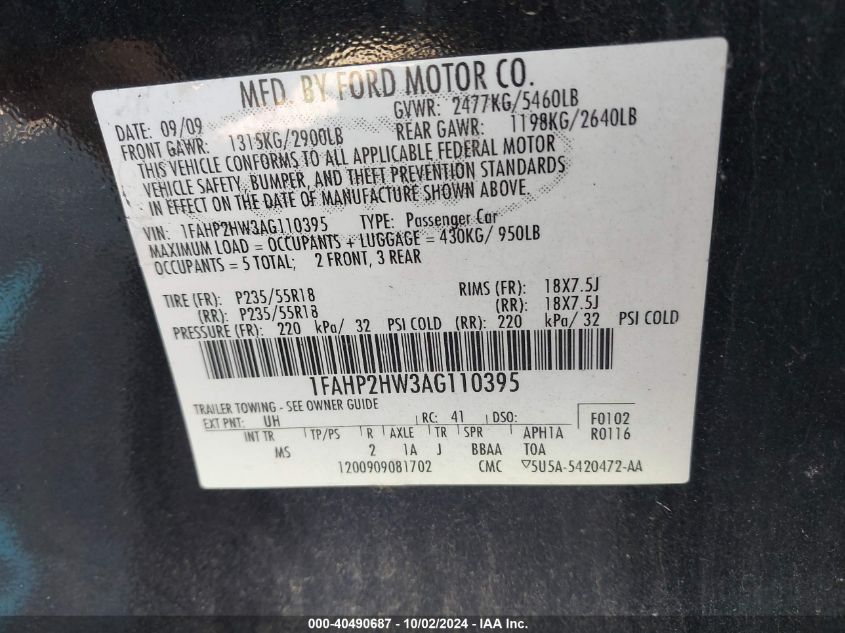 MFD. BY FORD MOTOR CO.
DATE: 09/09 GVWR: 2477KG/5460LB
FRONT GAWR: 1315KG/2900LB REAR GAWR: 1198KG/2640LB
THIS VEHICLE CONFORMS TO ALL APPLICABLE FEDERAL MOTOR
VEHICLE SAFETY, BUMPER, AND THEFT PREVENTION STANDARDS
IN EFFECT ON THE DATE OF MANUFACTURE SHOWN ABOVE.
VIN: 1FAHP2HW3AG110395 TYPE: Passenger Car
MAXIMUM LOAD = OCCUPANTS + LUGGAGE = 430KG/ 950LB
OCCUPANTS = 5 TOTAL; 2 FRONT, 3 REAR
TIRE (FR): P235/55R18 RIMS (FR): 18X7.5J
(RR): P235/55R18 (RR): 18X7.5J
PRESSURE (FR): 220 kPa/ 32 PSI COLD (RR): 220 kPa/ 32 PSI COLD
1FAHP2HW3AG110395
TRAILER TOWING - SEE OWNER GUIDE
EXT PNT: UH RC: 41 DSO: F0102
INT TR TP/PS R AXLE TR SPR APH1A R0116
MS 2 1A J BBAA TOA
1200909081702 CMC ▽5U5A-5420472-AA
000-40490687 - 10/02/2024 - IAA Inc.